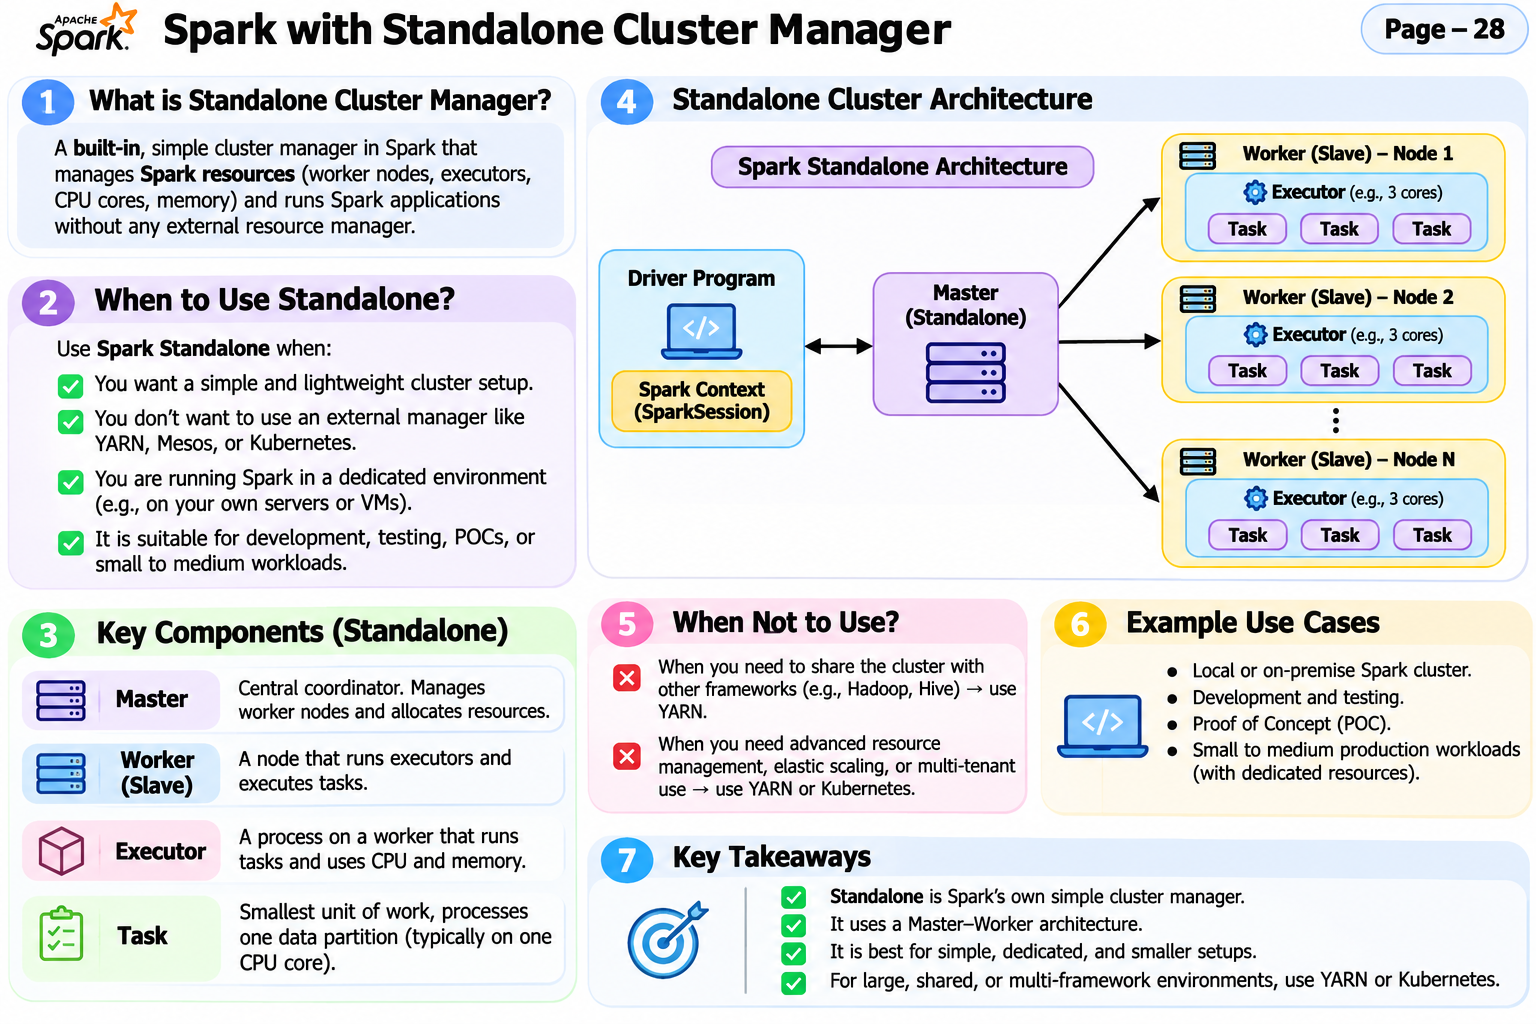 APACHE
Spark
Spark with Standalone Cluster Manager
Page – 28
1
What is Standalone Cluster Manager?
A built-in, simple cluster manager in Spark that
manages Spark resources (worker nodes, executors,
CPU cores, memory) and runs Spark applications
without any external resource manager.
2
When to Use Standalone?
Use Spark Standalone when:
You want a simple and lightweight cluster setup.
You don't want to use an external manager like
YARN, Mesos, or Kubernetes.
You are running Spark in a dedicated environment
(e.g., on your own servers or VMs).
It is suitable for development, testing, POCs, or
small to medium workloads.
3
Key Components (Standalone)
Master
Central coordinator. Manages
worker nodes and allocates resources.
Worker
(Slave)
A node that runs executors and
executes tasks.
Executor
A process on a worker that runs
tasks and uses CPU and memory.
Task
Smallest unit of work, processes
one data partition (typically on one
CPU core).
4
Standalone Cluster Architecture
Spark Standalone Architecture
Driver Program
</>
Spark Context
(SparkSession)
Master
(Standalone)
Worker (Slave) – Node 1
Executor (e.g., 3 cores)
Task Task Task
Worker (Slave) – Node 2
Executor (e.g., 3 cores)
Task Task Task
Worker (Slave) – Node N
Executor (e.g., 3 cores)
Task Task Task
5
When Not to Use?
When you need to share the cluster with
other frameworks (e.g., Hadoop, Hive) → use
YARN.
When you need advanced resource
management, elastic scaling, or multi-tenant
use → use YARN or Kubernetes.
6
Example Use Cases
</>
• Local or on-premise Spark cluster.
• Development and testing.
• Proof of Concept (POC).
• Small to medium production workloads
(with dedicated resources).
7
Key Takeaways
Standalone is Spark's own simple cluster manager.
It uses a Master–Worker architecture.
It is best for simple, dedicated, and smaller setups.
For large, shared, or multi-framework environments, use YARN or Kubernetes.